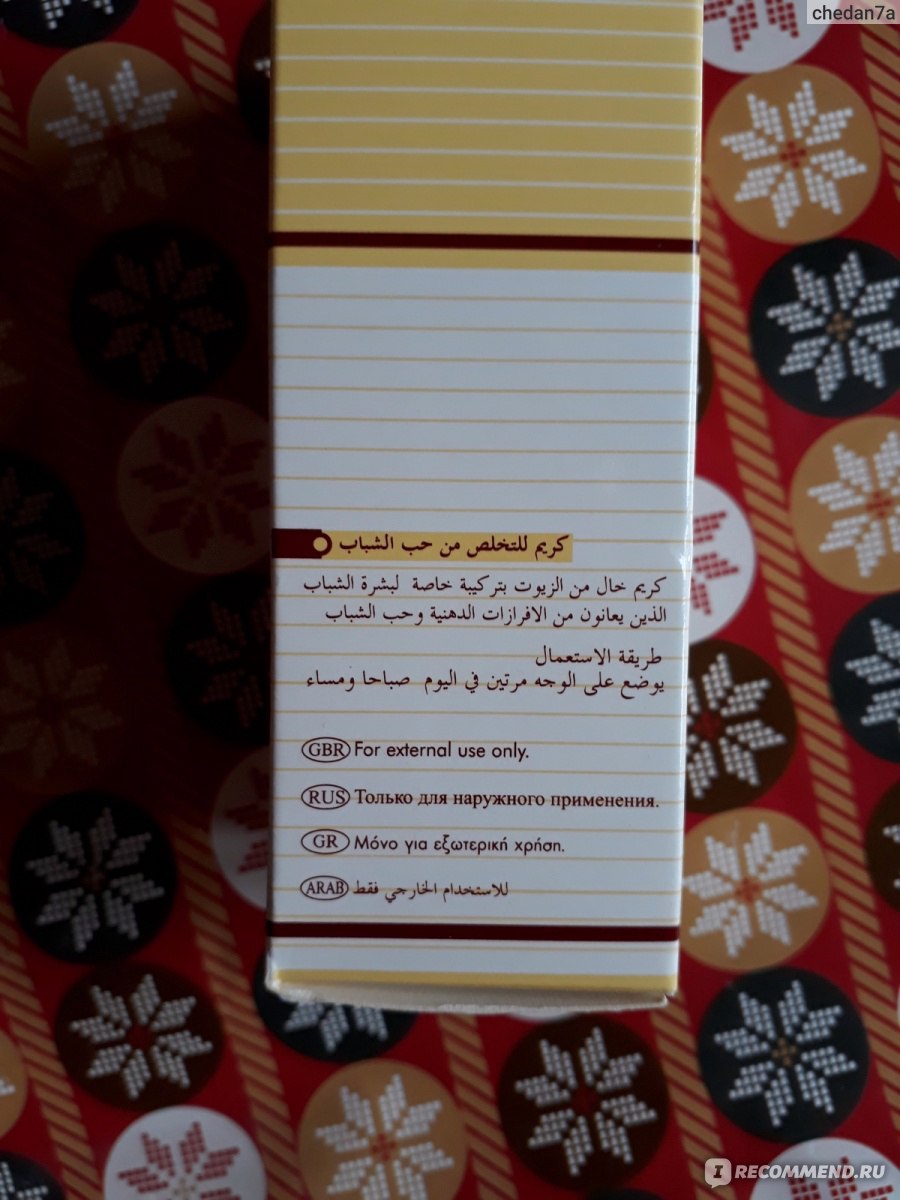 chedan7a
كريم للتخلص من حب الشباب
كريم خال من الزيوت بتركيبة خاصة لبشرة الشباب
الذين يعانون من الافرازات الدهنية وحب الشباب
طريقة الاستعمال
يوضع على الوجه مرتين في اليوم صباحا ومساء
GBR For external use only.
RUS Только для наружного применения.
GR Μόνο για εξωτερική χρήση.
ARAB للاستخدام الخارجي فقط
IRECOMMEND.RU